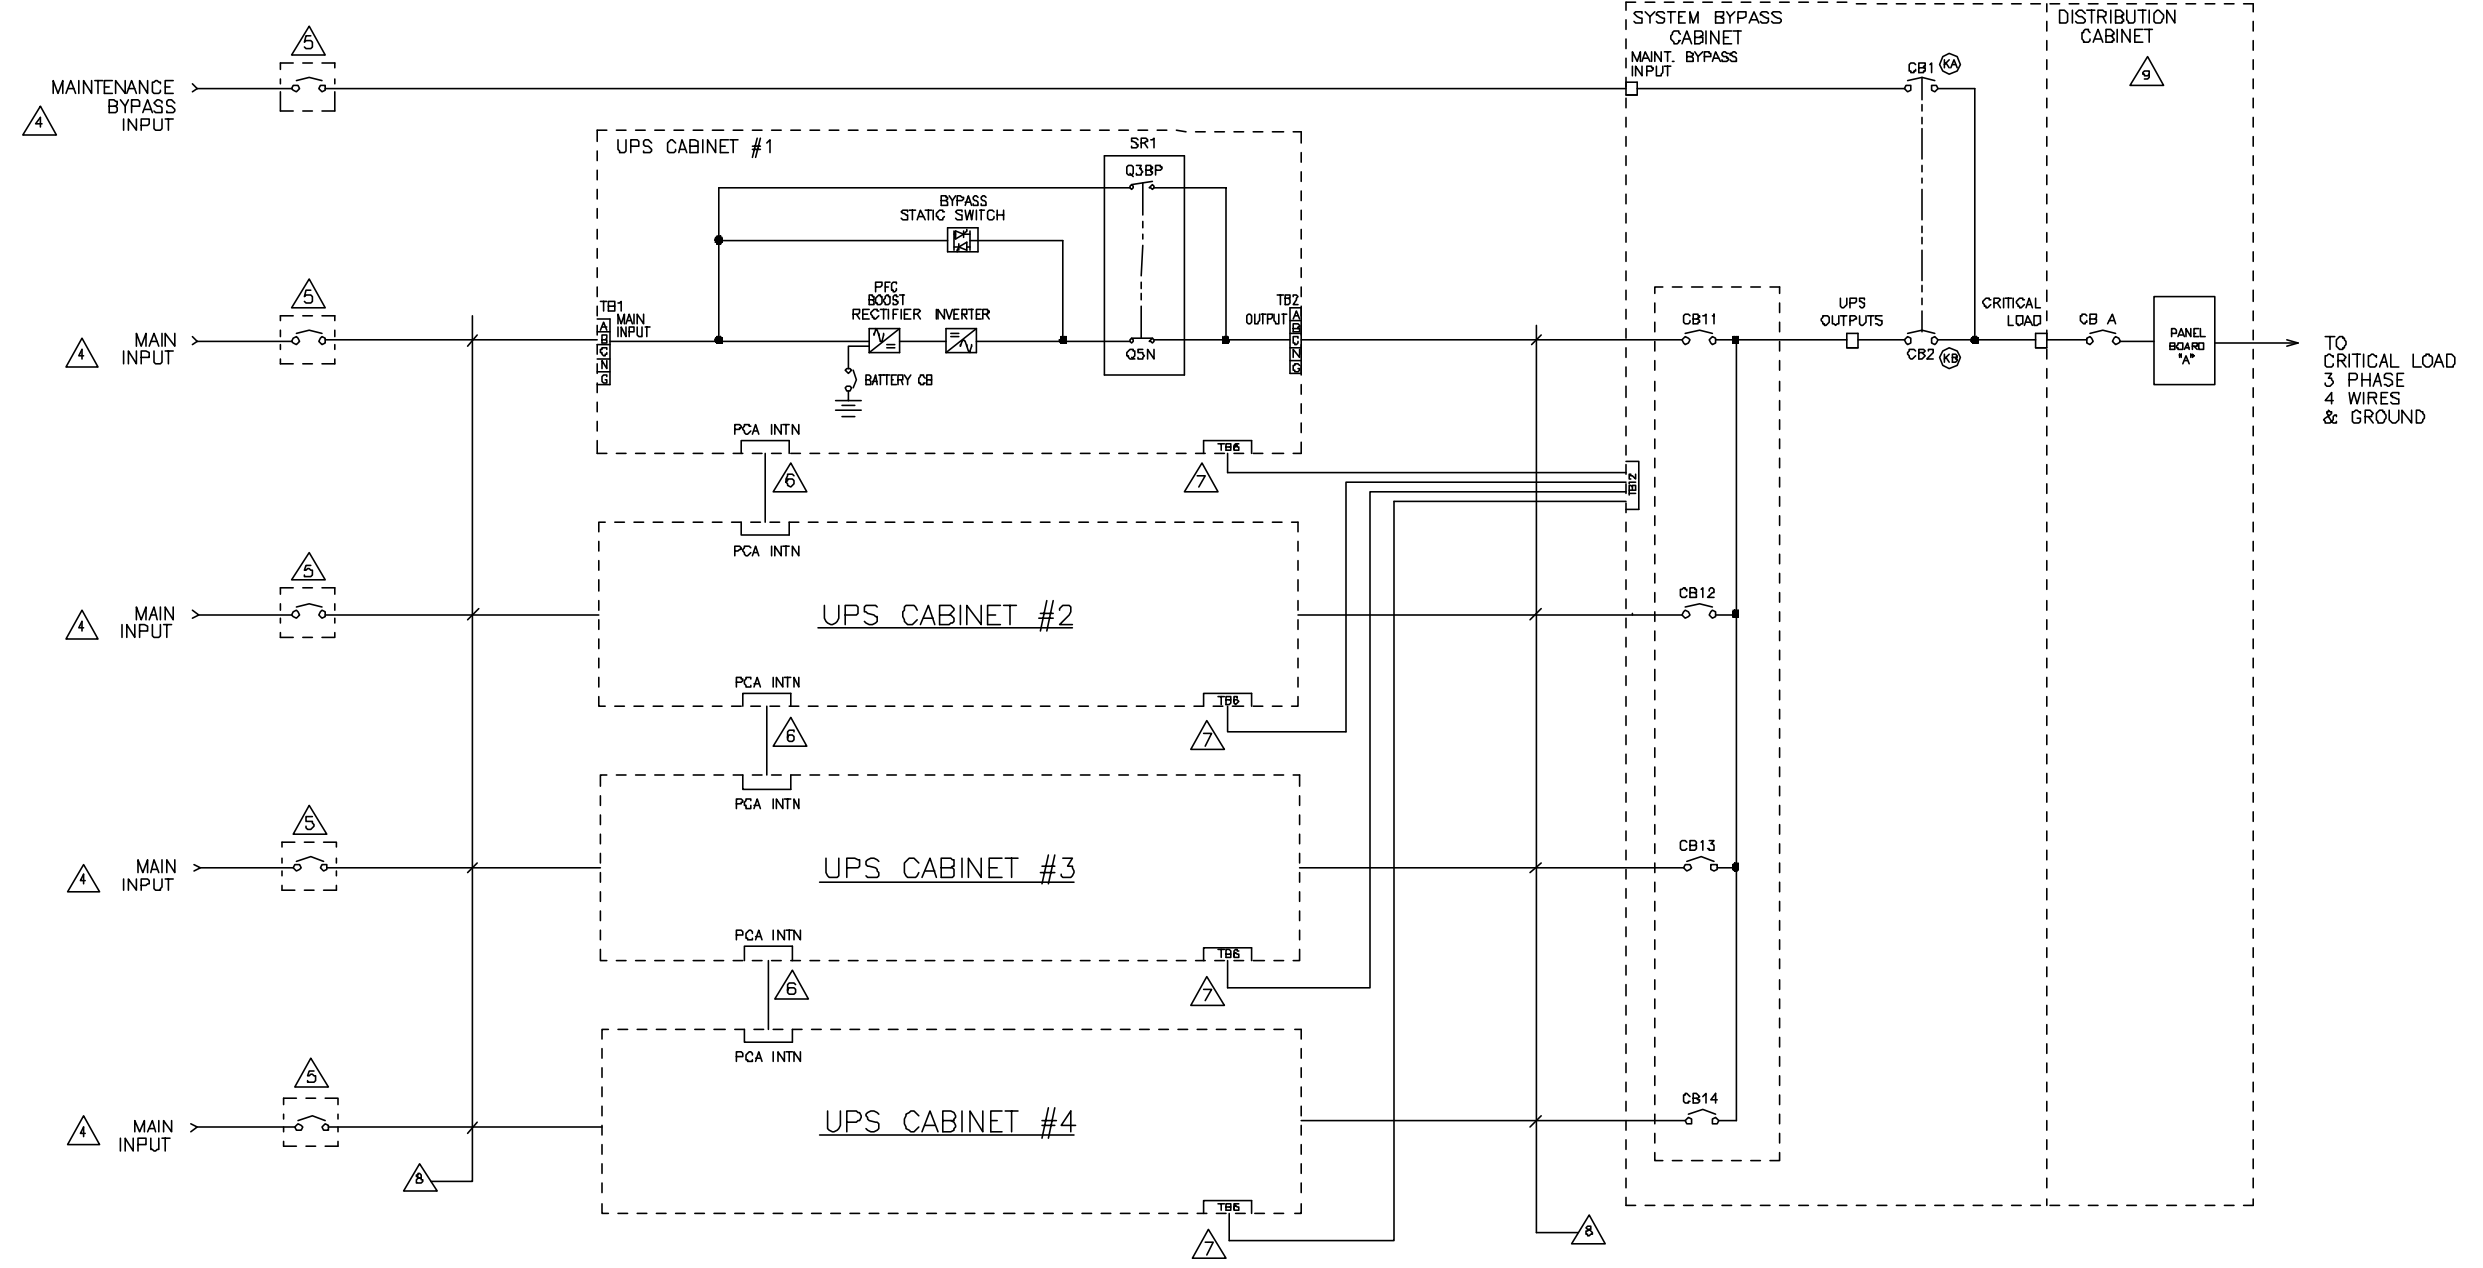 SYSTEM BYPASS
CABINET
DISTRIBUTION
CABINET
9
5
MAINTENANCE
BYPASS
INPUT
4
MAINT. BYPASS
INPUT
CB1
KA
UPS CABINET #1
SR1
Q3BP
BYPASS
STATIC SWITCH
PFC
BOOST
RECTIFIER
INVERTER
5
MAIN
INPUT
4
TB1
MAIN
INPUT
A
B
C
N
G
BATTERY CB
Q5N
TB2
OUTPUT
A
B
C
N
G
CB11
UPS
OUTPUTS
CB2
KB
CRITICAL
LOAD
CB A
PANEL
BOARD
"A"
TO
CRITICAL LOAD
3 PHASE
4 WIRES
& GROUND
PCA INTN
6
TB6
7
TB12
PCA INTN
5
MAIN
INPUT
4
UPS CABINET #2
CB12
PCA INTN
6
TB6
7
PCA INTN
5
MAIN
INPUT
4
UPS CABINET #3
CB13
PCA INTN
6
TB6
7
PCA INTN
5
MAIN
INPUT
4
UPS CABINET #4
CB14
8
TB6
7
8